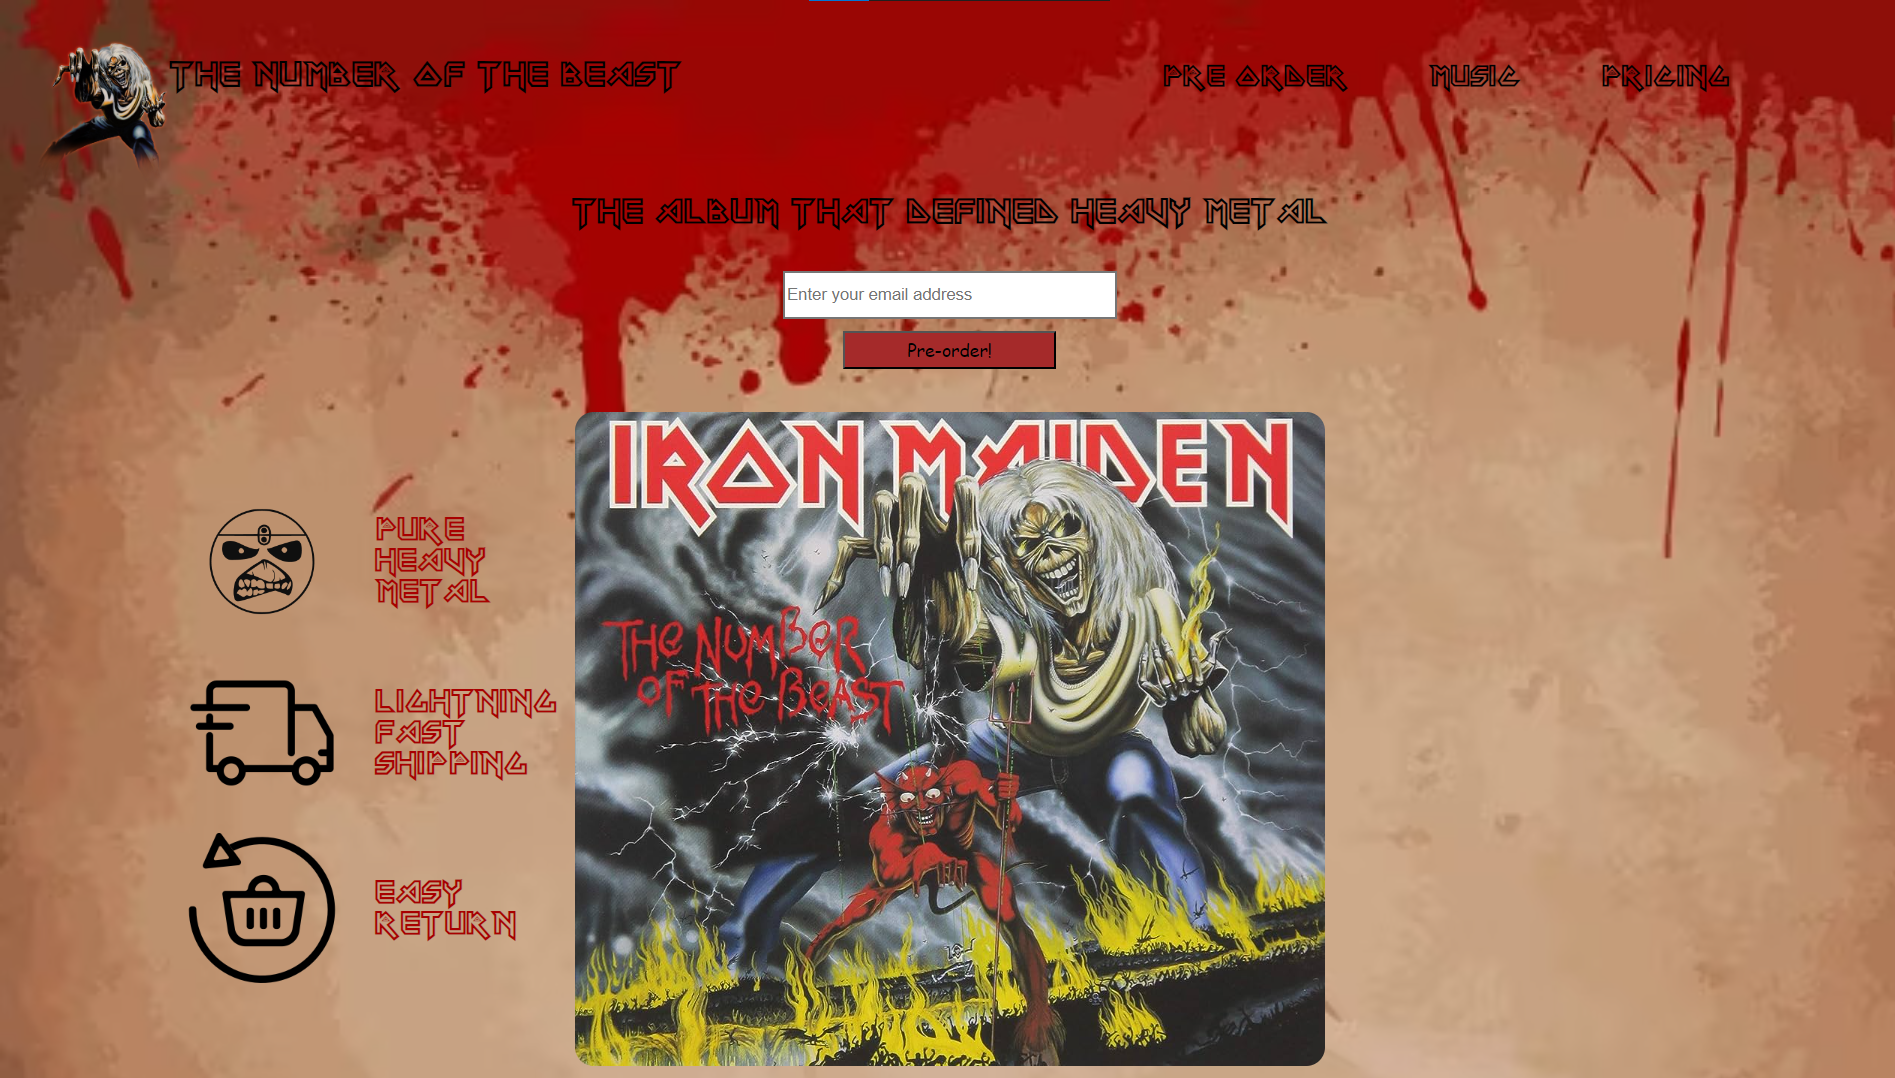 THE NUMBER OF THE BEAST
PRE ORDER
MUSIC
PRICING
THE ALBUM THAT DEFINED HEAVY METAL
Enter your email address
Pre-order!
IRON MAIDEN
THE NUMBER
OF THE BEAST
PURE
HEAVY
METAL
LIGHTNING
FAST
SHIPPING
EASY
RETURN